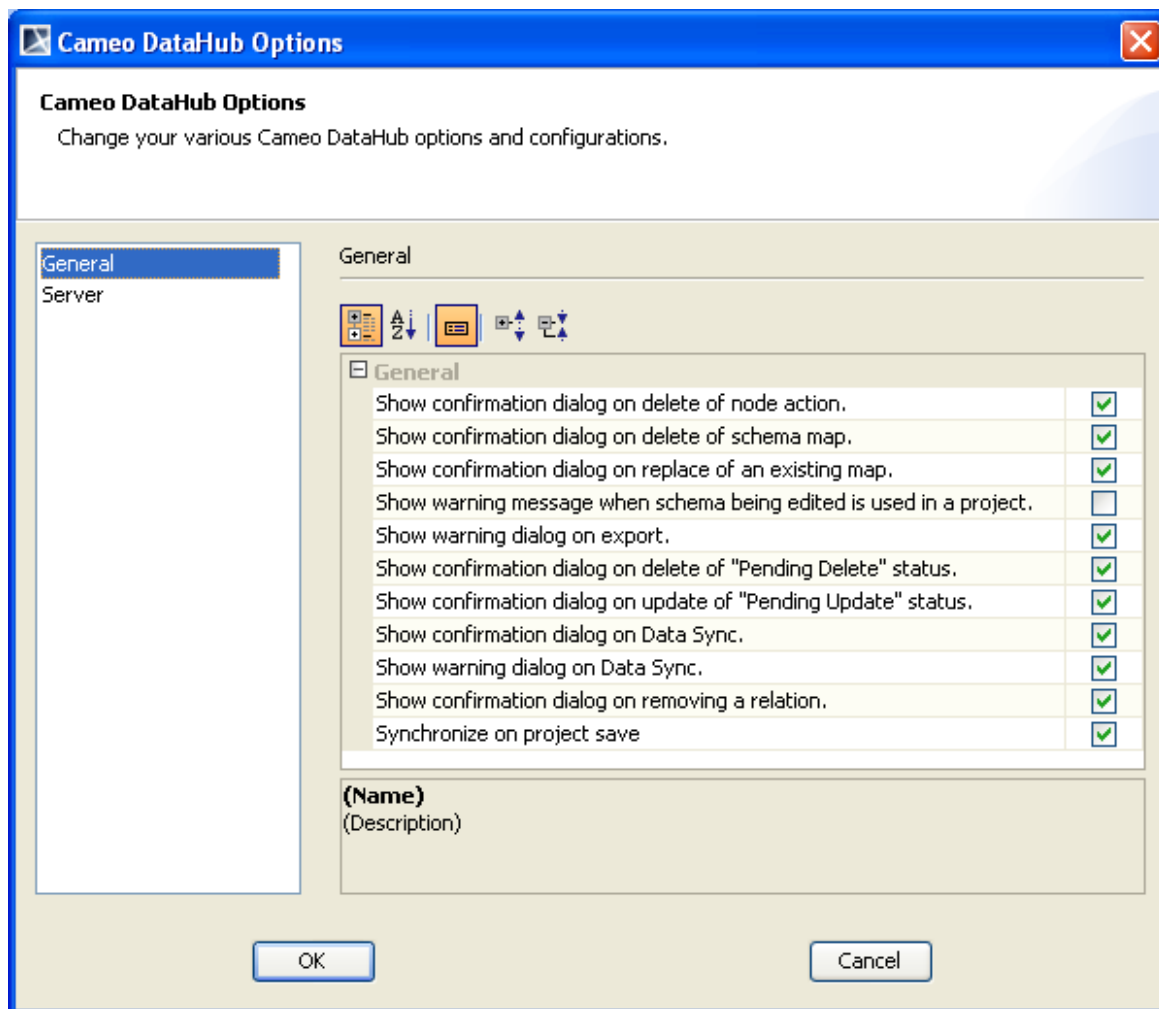 Cameo DataHub Options
Cameo DataHub Options
Change your various Cameo DataHub options and configurations.
General
Server
General
A
Z
General
Show confirmation dialog on delete of node action.
Show confirmation dialog on delete of schema map.
Show confirmation dialog on replace of an existing map.
Show warning message when schema being edited is used in a project.
Show warning dialog on export.
Show confirmation dialog on delete of "Pending Delete" status.
Show confirmation dialog on update of "Pending Update" status.
Show confirmation dialog on Data Sync.
Show warning dialog on Data Sync.
Show confirmation dialog on removing a relation.
Synchronize on project save
(Name)
(Description)
OK
Cancel